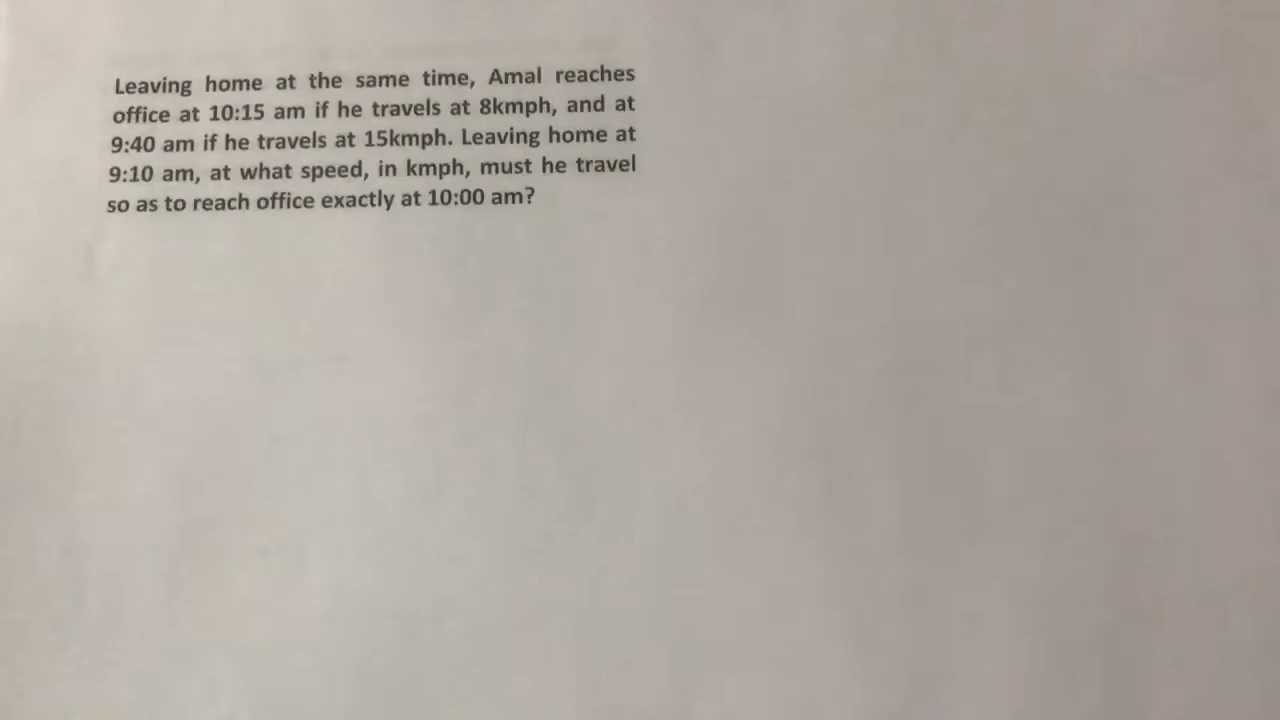 Leaving home at the same time, Amal reaches
office at 10:15 am if he travels at 8kmph, and at
9:40 am if he travels at 15kmph. Leaving home at
9:10 am, at what speed, in kmph, must he travel
so as to reach office exactly at 10:00 am?